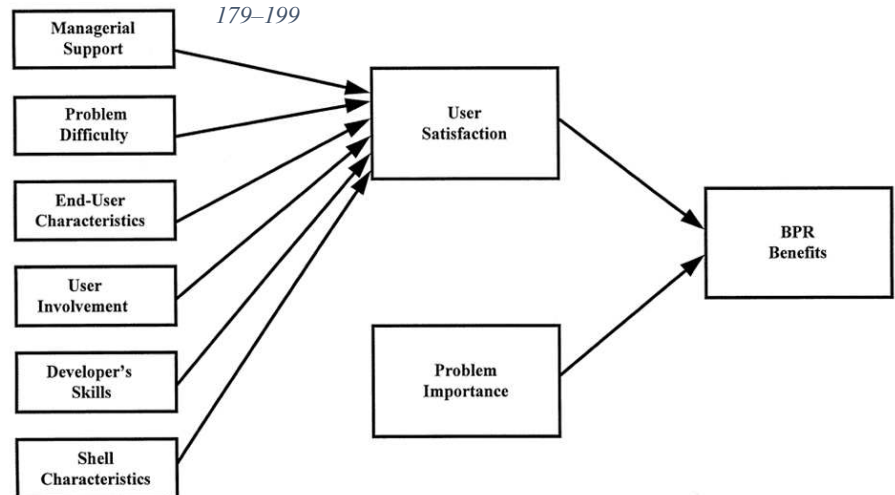 179–199
Managerial
Support
Problem
Difficulty
End-User
Characteristics
User
Involvement
Developer's
Skills
Shell
Characteristics
User
Satisfaction
Problem
Importance
BPR
Benefits